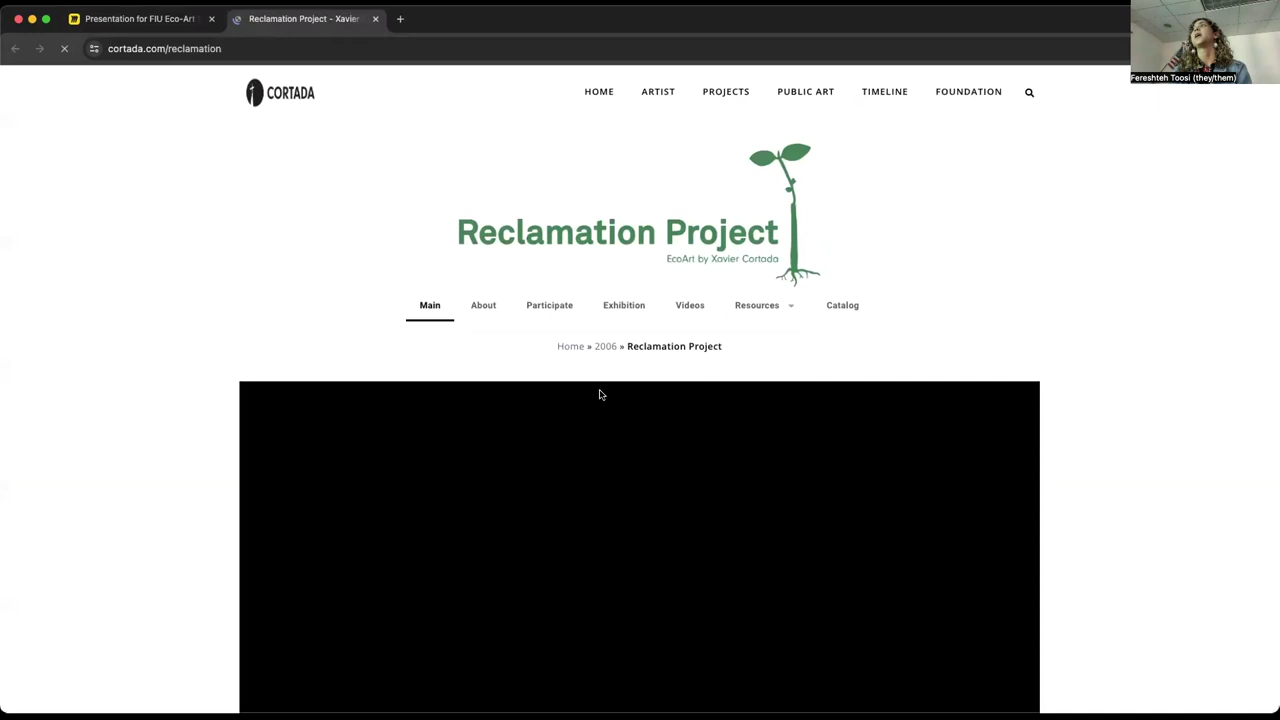 Presentation for FIU Eco-Art
Reclamation Project - Xavier
cortada.com/reclamation
Fereshteh Toosi (they/them)
CORTADA
HOME
ARTIST
PROJECTS
PUBLIC ART
TIMELINE
FOUNDATION
Reclamation Project
EcoArt by Xavier Cortada
Main
About
Participate
Exhibition
Videos
Resources
Catalog
Home » 2006 » Reclamation Project